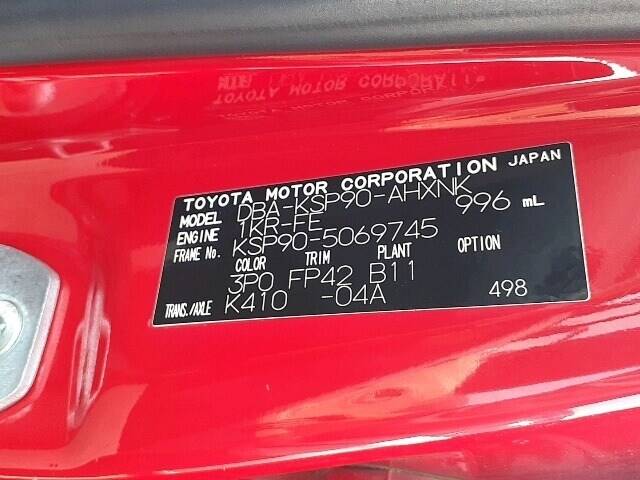 TOYOTA MOTOR CORPORATION JAPAN
MODEL DBA-KSP90-AHXNK
ENGINE 1KR-FE 996 mL
FRAME No. KSP90-5069745
COLOR TRIM PLANT OPTION
3P0 FP42 B11
TRANS./AXLE K410 -04A 498